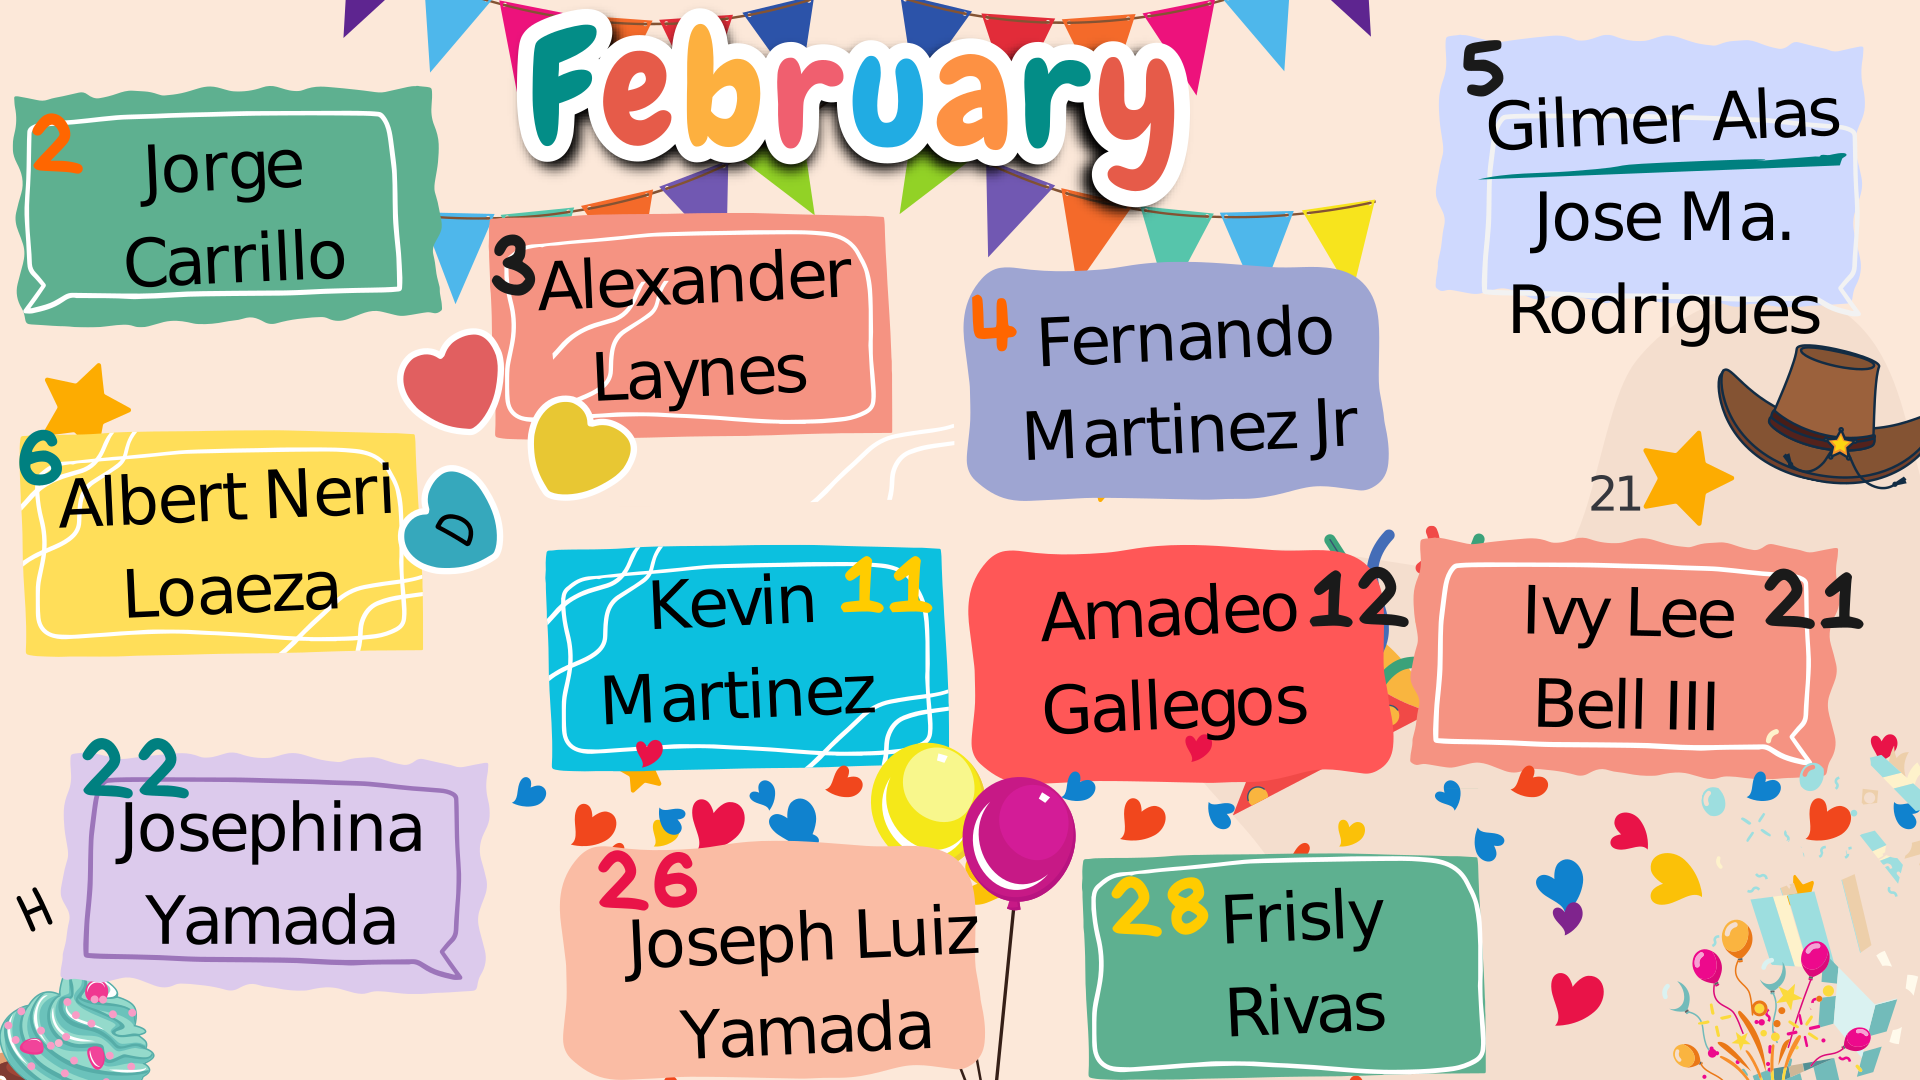 February
2
Jorge
Carrillo
3
Alexander
Laynes
4
Fernando
Martinez Jr
5
Gilmer Alas
Jose Ma.
Rodrigues
6
Albert Neri
Loaeza
D
Kevin 11
Martinez
Amadeo 12
Gallegos
21
Ivy Lee 21
Bell III
22
Josephina
Yamada
H
26
Joseph Luiz
Yamada
28 Frisly
Rivas